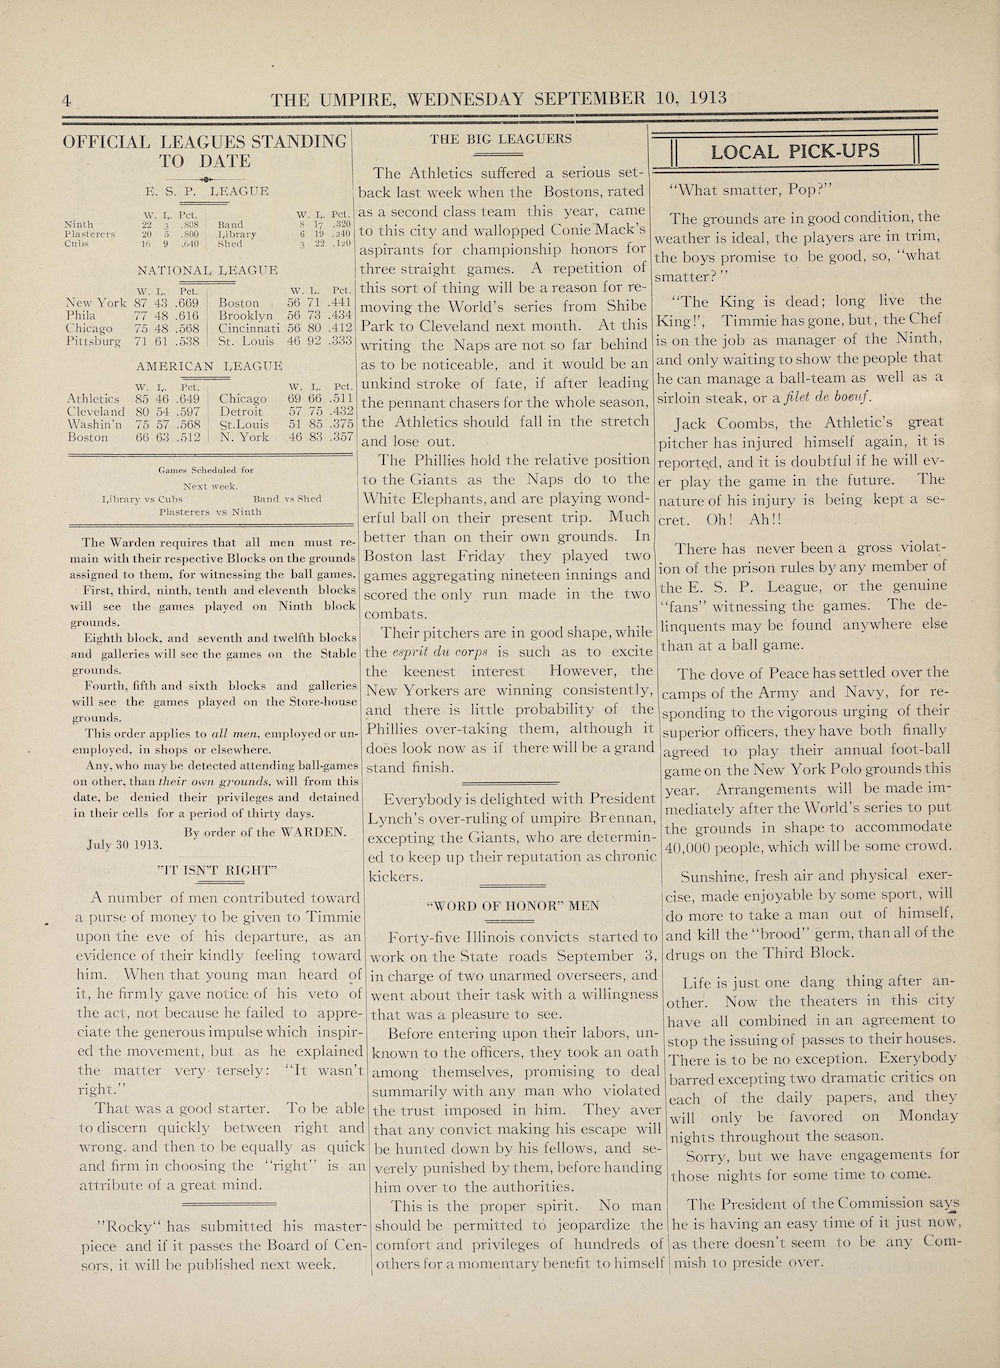 4
THE UMPIRE, WEDNESDAY SEPTEMBER 10, 1913
OFFICIAL LEAGUES STANDING
TO DATE
E. S. P. LEAGUE
W. L. Pct. W. L. Pct.
Ninth 22 3 .808 Band 8 17 .320
Plasterers 20 5 .800 Library 6 19 .240
Cubs 16 9 .640 Shed 3 22 .120
NATIONAL LEAGUE
W. L. Pct. W. L. Pct.
New York 87 43 .669 Boston 56 71 .441
Phila 77 48 .616 Brooklyn 56 73 .434
Chicago 75 48 .568 Cincinnati 56 80 .412
Pittsburg 71 61 .538 St. Louis 46 92 .333
AMERICAN LEAGUE
W. L. Pct. W. L. Pct.
Athletics 85 46 .649 Chicago 69 66 .511
Cleveland 80 54 .597 Detroit 57 75 .432
Washin'n 75 57 .568 St.Louis 51 85 .375
Boston 66 63 .512 N. York 46 83 .357
Games Scheduled for
Next week.
Library vs Cubs Band vs Shed
Plasterers vs Ninth
The Warden requires that all men must re-
main with their respective Blocks on the grounds
assigned to them, for witnessing the ball games.
First, third, ninth, tenth and eleventh blocks
will see the games played on Ninth block
grounds.
Eighth block, and seventh and twelfth blocks
and galleries will see the games on the Stable
grounds.
Fourth, fifth and sixth blocks and galleries
will see the games played on the Store-house
grounds.
This order applies to all men, employed or un-
employed, in shops or elsewhere.
Any, who may be detected attending ball-games
on other, than their own grounds, will from this
date, be denied their privileges and detained
in their cells for a period of thirty days.
By order of the WARDEN.
July 30 1913.
"IT ISN'T RIGHT"
A number of men contributed toward
a purse of money to be given to Timmie
upon the eve of his departure, as an
evidence of their kindly feeling toward
him. When that young man heard of
it, he firmly gave notice of his veto of
the act, not because he failed to appre-
ciate the generous impulse which inspir-
ed the movement, but as he explained
the matter very tersely: "It wasn't
right."
That was a good starter. To be able
to discern quickly between right and
wrong, and then to be equally as quick
and firm in choosing the "right" is an
attribute of a great mind.
"Rocky" has submitted his master-
piece and if it passes the Board of Cen-
sors, it will be published next week.
THE BIG LEAGUERS
The Athletics suffered a serious set-
back last week when the Bostons, rated
as a second class team this year, came
to this city and wallopped Conie Mack's
aspirants for championship honors for
three straight games. A repetition of
this sort of thing will be a reason for re-
moving the World's series from Shibe
Park to Cleveland next month. At this
writing the Naps are not so far behind
as to be noticeable, and it would be an
unkind stroke of fate, if after leading
the pennant chasers for the whole season,
the Athletics should fall in the stretch
and lose out.
The Phillies hold the relative position
to the Giants as the Naps do to the
White Elephants, and are playing wond-
erful ball on their present trip. Much
better than on their own grounds. In
Boston last Friday they played two
games aggregating nineteen innings and
scored the only run made in the two
combats.
Their pitchers are in good shape, while
the esprit du corps is such as to excite
the keenest interest However, the
New Yorkers are winning consistently,
and there is little probability of the
Phillies over-taking them, although it
does look now as if there will be a grand
stand finish.
Everybody is delighted with President
Lynch's over-ruling of umpire Brennan,
excepting the Giants, who are determin-
ed to keep up their reputation as chronic
kickers.
"WORD OF HONOR" MEN
Forty-five Illinois convicts started to
work on the State roads September 3,
in charge of two unarmed overseers, and
went about their task with a willingness
that was a pleasure to see.
Before entering upon their labors, un-
known to the officers, they took an oath
among themselves, promising to deal
summarily with any man who violated
the trust imposed in him. They aver
that any convict making his escape will
be hunted down by his fellows, and se-
verely punished by them, before handing
him over to the authorities.
This is the proper spirit. No man
should be permitted to jeopardize the
comfort and privileges of hundreds of
others for a momentary benefit to himself
LOCAL PICK-UPS
"What smatter, Pop?"
The grounds are in good condition, the
weather is ideal, the players are in trim,
the boys promise to be good, so, "what
smatter?"
"The King is dead; long live the
King!', Timmie has gone, but, the Chef
is on the job as manager of the Ninth,
and only waiting to show the people that
he can manage a ball-team as well as a
sirloin steak, or a filet de boeuf.
Jack Coombs, the Athletic's great
pitcher has injured himself again, it is
reported, and it is doubtful if he will ev-
er play the game in the future. The
nature of his injury is being kept a se-
cret. Oh! Ah!!
There has never been a gross violat-
ion of the prison rules by any member of
the E. S. P. League, or the genuine
"fans" witnessing the games. The de-
linquents may be found anywhere else
than at a ball game.
The dove of Peace has settled over the
camps of the Army and Navy, for re-
sponding to the vigorous urging of their
superior officers, they have both finally
agreed to play their annual foot-ball
game on the New York Polo grounds this
year. Arrangements will be made im-
mediately after the World's series to put
the grounds in shape to accommodate
40,000 people, which will be some crowd.
Sunshine, fresh air and physical exer-
cise, made enjoyable by some sport, will
do more to take a man out of himself,
and kill the "brood" germ, than all of the
drugs on the Third Block.
Life is just one dang thing after an-
other. Now the theaters in this city
have all combined in an agreement to
stop the issuing of passes to their houses.
There is to be no exception. Exerybody
barred excepting two dramatic critics on
each of the daily papers, and they
will only be favored on Monday
nights throughout the season.
Sorry, but we have engagements for
those nights for some time to come.
The President of the Commission says
he is having an easy time of it just now,
as there doesn't seem to be any Com-
mish to preside over.